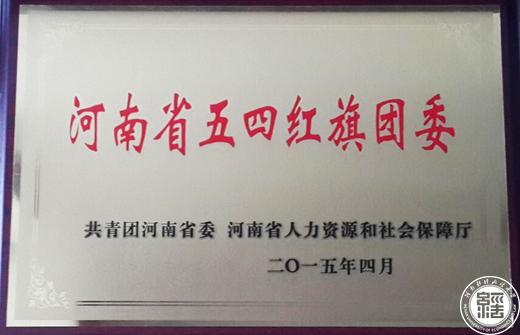 河南省五四红旗团委
共青团河南省委 河南省人力资源和社会保障厅
二〇一五年四月